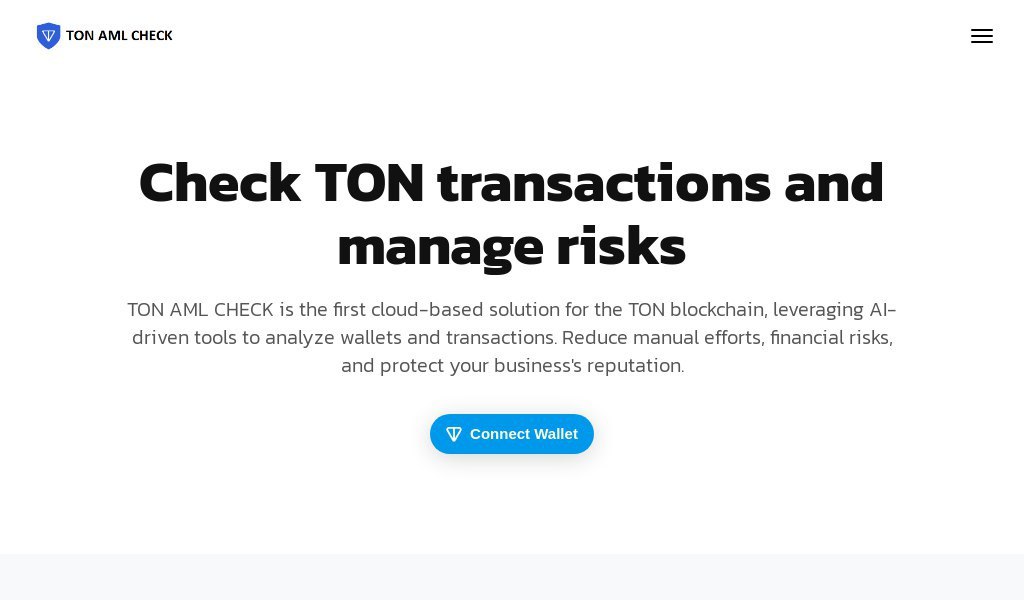 TON AML CHECK
Check TON transactions and
manage risks
TON AML CHECK is the first cloud-based solution for the TON blockchain, leveraging AI-
driven tools to analyze wallets and transactions. Reduce manual efforts, financial risks,
and protect your business's reputation.
Connect Wallet